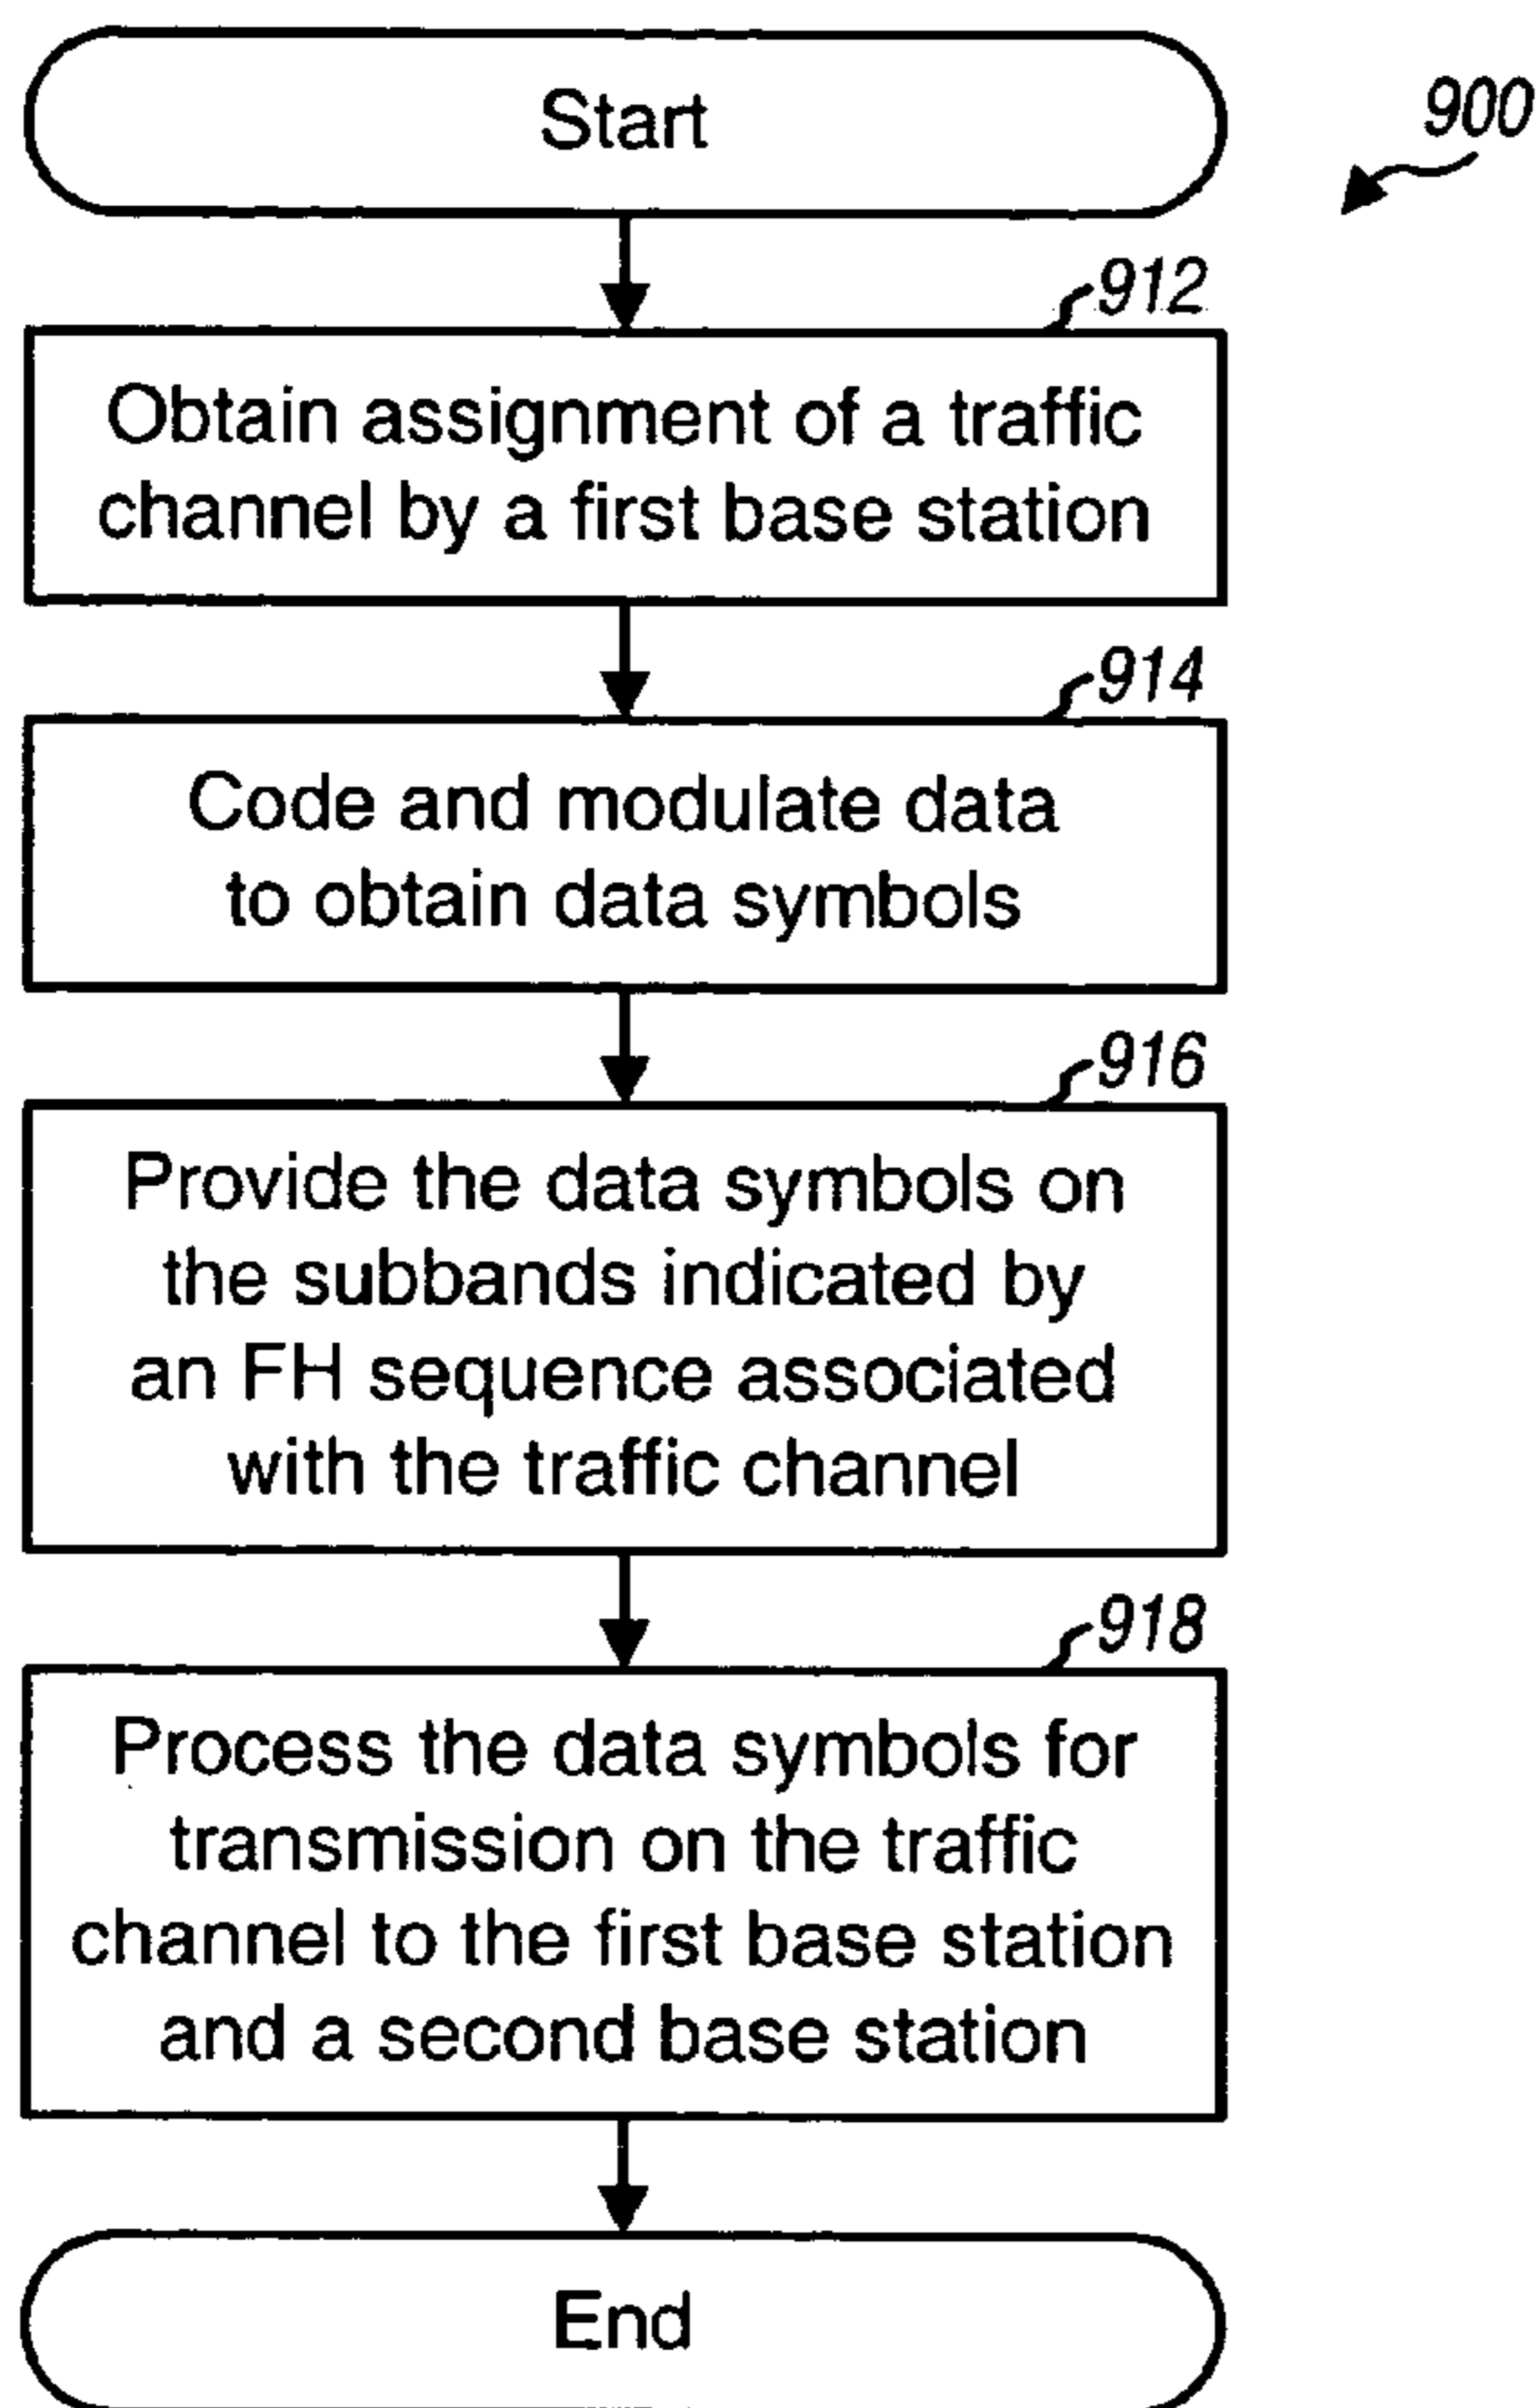 Start
900
912
Obtain assignment of a traffic
channel by a first base station
914
Code and modulate data
to obtain data symbols
916
Provide the data symbols on
the subbands indicated by
an FH sequence associated
with the traffic channel
918
Process the data symbols for
transmission on the traffic
channel to the first base station
and a second base station
End